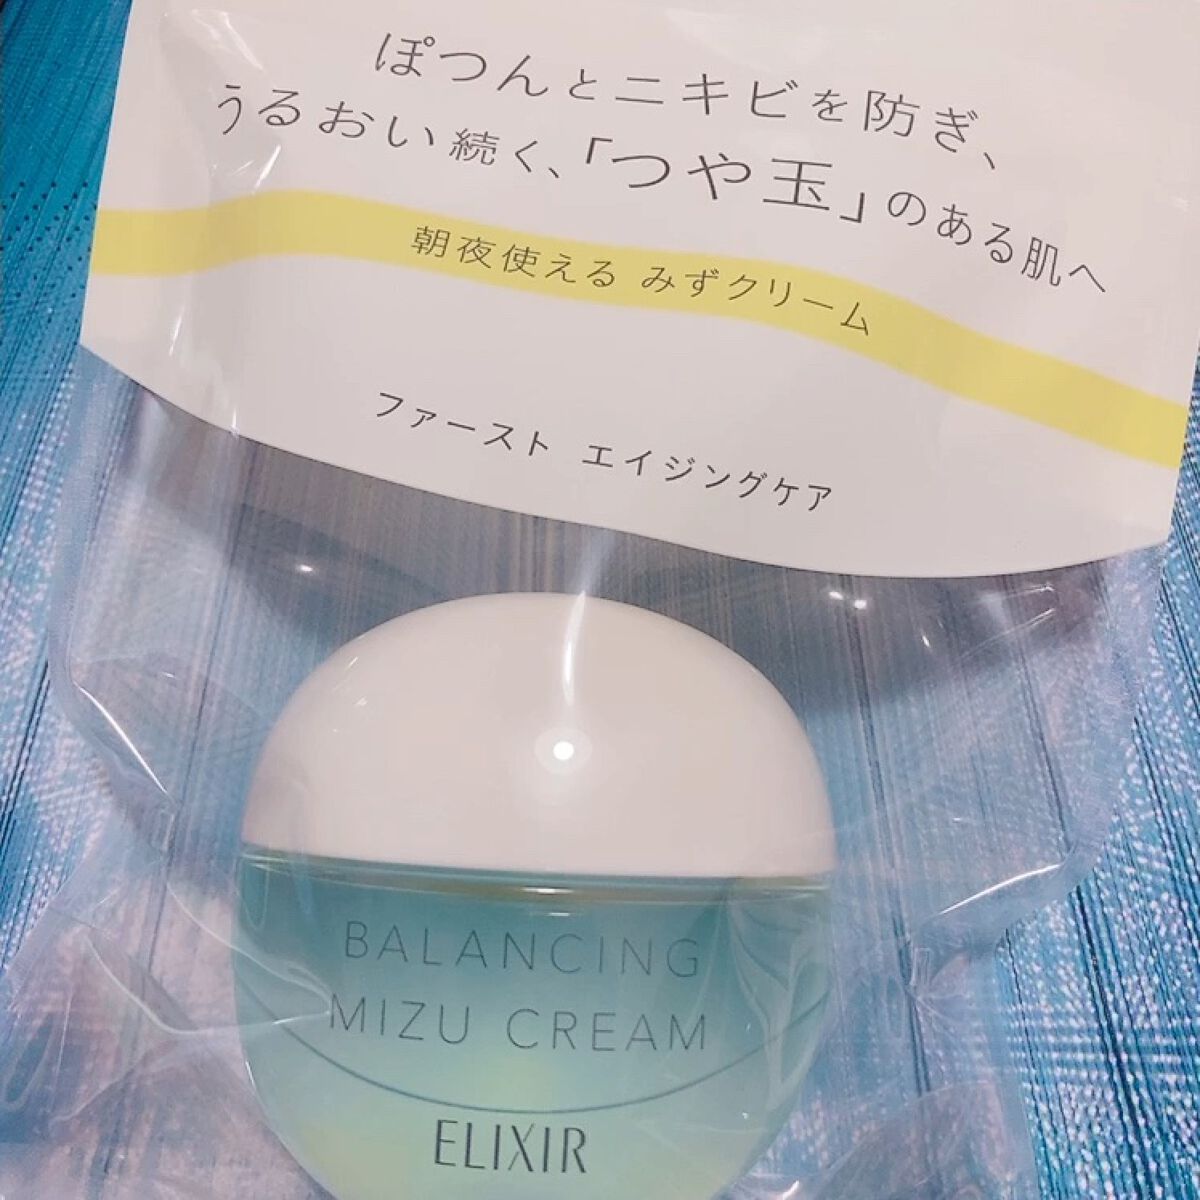 ぽつんとニキビを防ぎ、
うるおい続く、「つや玉」のある肌へ
朝夜使える みずクリーム
ファースト エイジングケア
BALANCING
MIZU CREAM
ELIXIR